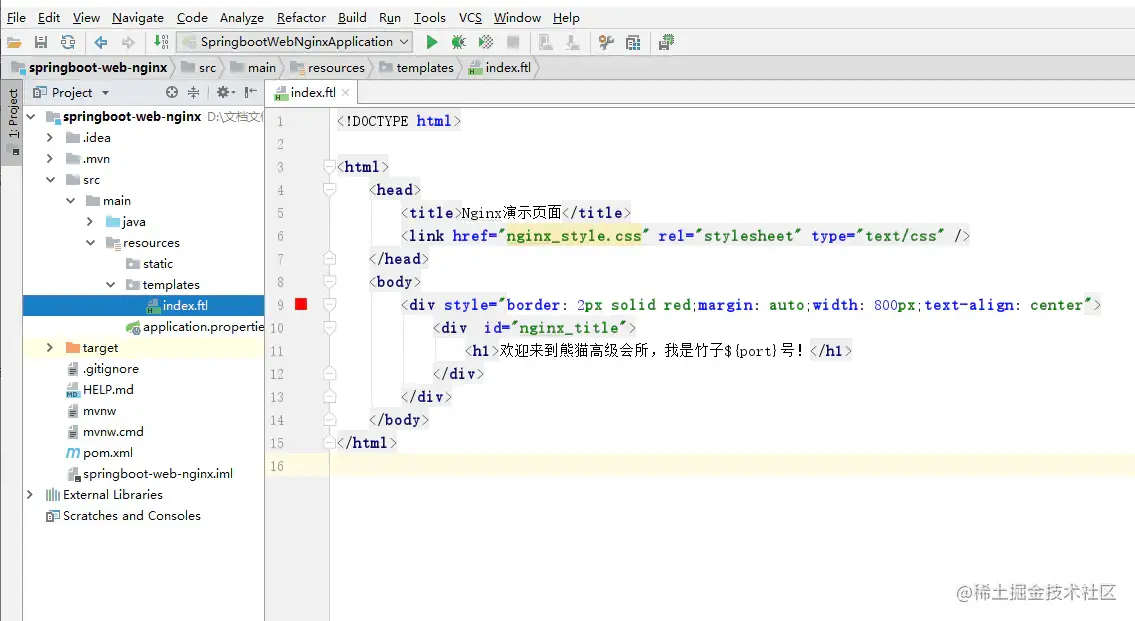 File Edit View Navigate Code Analyze Refactor Build Run Tools VCS Window Help
SpringbootWebNginxApplication
springboot-web-nginx src main resources templates index.ftl
1: Project
Project
index.ftl
springboot-web-nginx D:\文档文
.idea
.mvn
src
main
java
resources
static
templates
index.ftl
application.propertie
target
.gitignore
HELP.md
mvnw
mvnw.cmd
pom.xml
springboot-web-nginx.iml
External Libraries
Scratches and Consoles
1 <!DOCTYPE html>
2
3 <html>
4 <head>
5 <title>Nginx演示页面</title>
6 <link href="nginx_style.css" rel="stylesheet" type="text/css" />
7 </head>
8 <body>
9 <div style="border: 2px solid red;margin: auto;width: 800px;text-align: center">
10 <div  id="nginx_title">
11 <h1>欢迎来到熊猫高级会所，我是竹子${port}号！</h1>
12 </div>
13 </div>
14 </body>
15 </html>
16
@稀土掘金技术社区